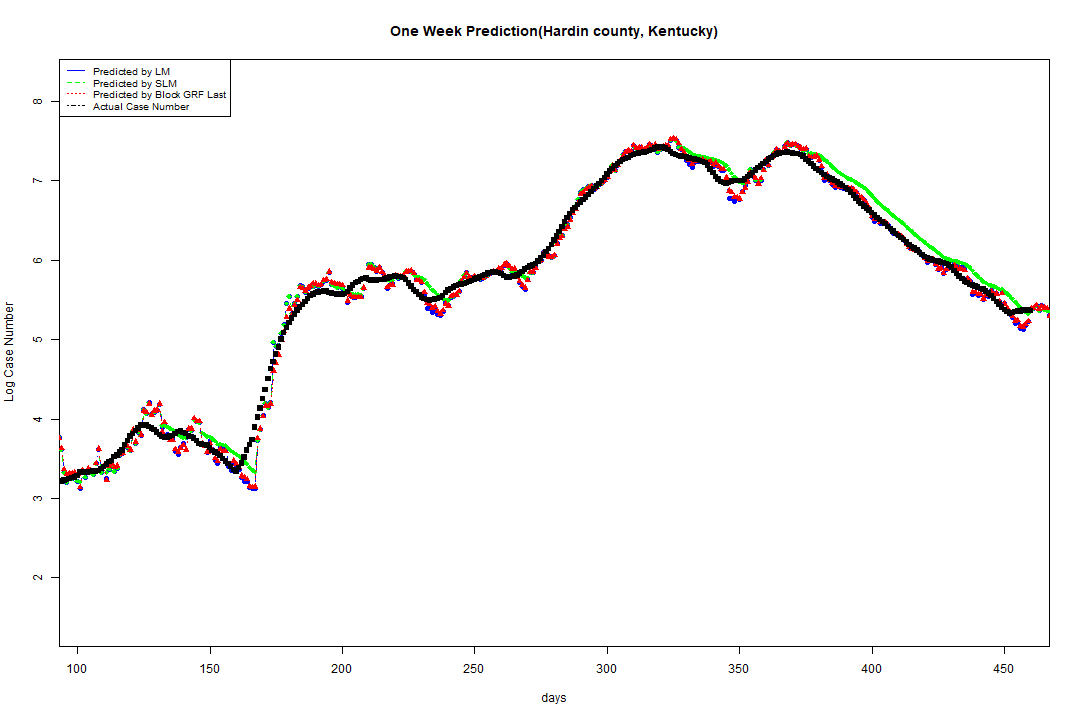 One Week Prediction(Hardin county, Kentucky)
Predicted by LM
Predicted by SLM
Predicted by Block GRF Last
Actual Case Number
8
7
6
5
4
3
2
Log Case Number
100 150 200 250 300 350 400 450
days